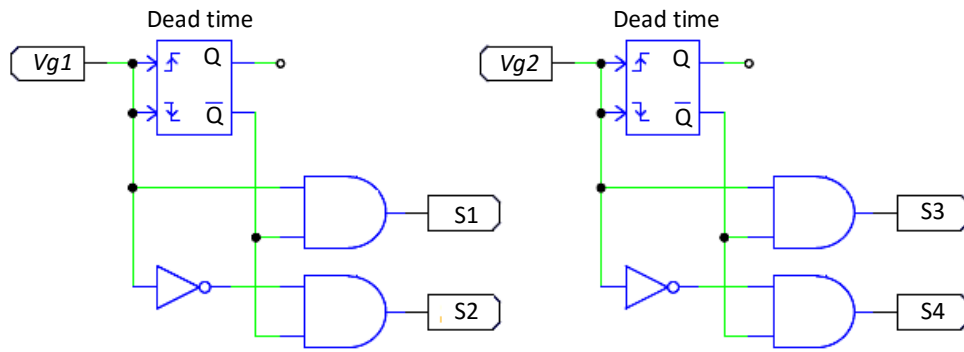 Dead time
Vg1
Q
Q̅
S1
S2
Dead time
Vg2
Q
Q̅
S3
S4